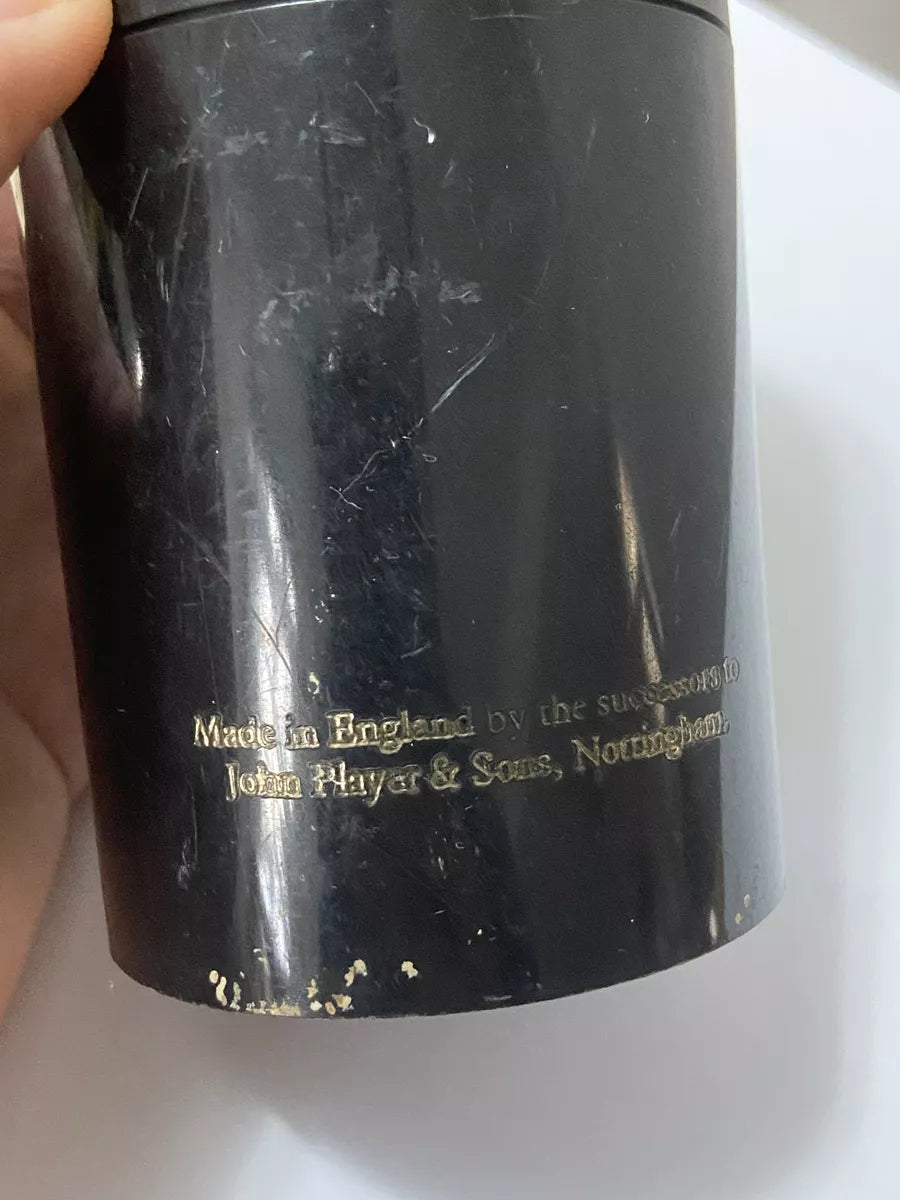 Made in England by the successors to
John Player & Sons, Nottingham.